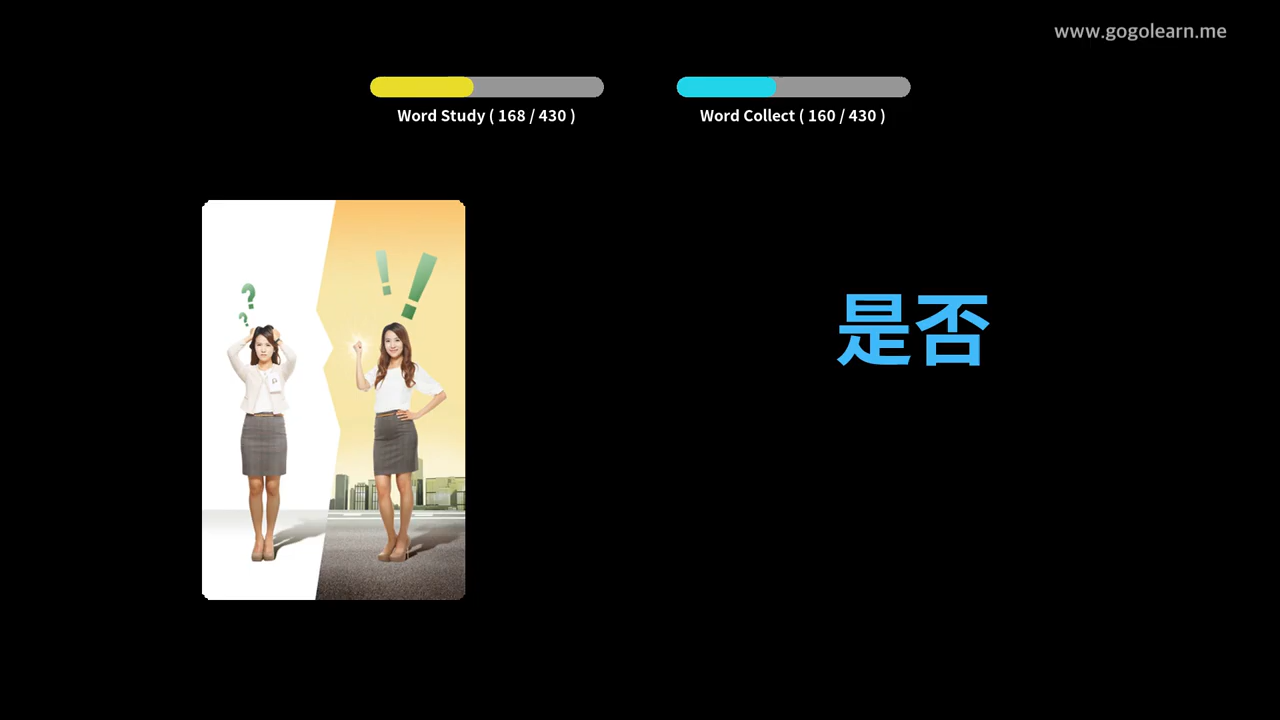 www.gogolearn.me
Word Study ( 168 / 430 )
Word Collect ( 160 / 430 )
? ?
! !
是否